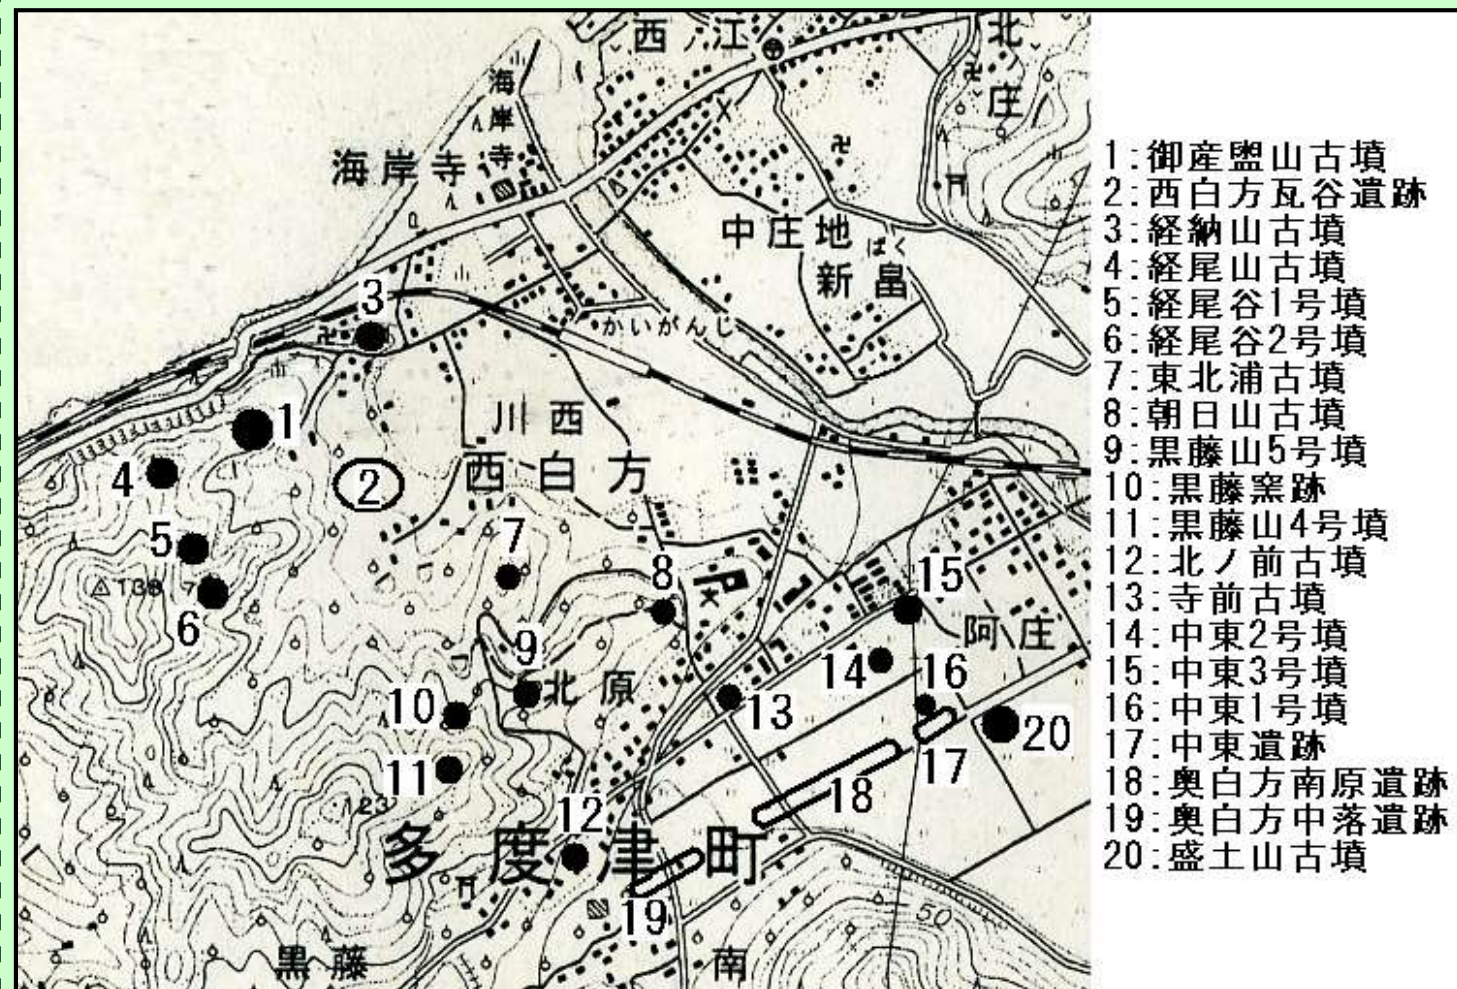 西ノ江
北ノ庄
海岸寺
海岸寺
中庄地
新畠
ばく
3
かいがんじ
1
川西
4
2
西白方
5
7
138.7
8
15
6
9
北原
阿庄
14
16
10
13
20
11
17
123
18
12
多度津町
19
50
黒藤
南
1:御産盥山古墳
2:西白方瓦谷遺跡
3:経納山古墳
4:経尾山古墳
5:経尾谷1号墳
6:経尾谷2号墳
7:東北浦古墳
8:朝日山古墳
9:黒藤山5号墳
10:黒藤窯跡
11:黒藤山4号墳
12:北ノ前古墳
13:寺前古墳
14:中東2号墳
15:中東3号墳
16:中東1号墳
17:中東遺跡
18:奥白方南原遺跡
19:奥白方中落遺跡
20:盛土山古墳